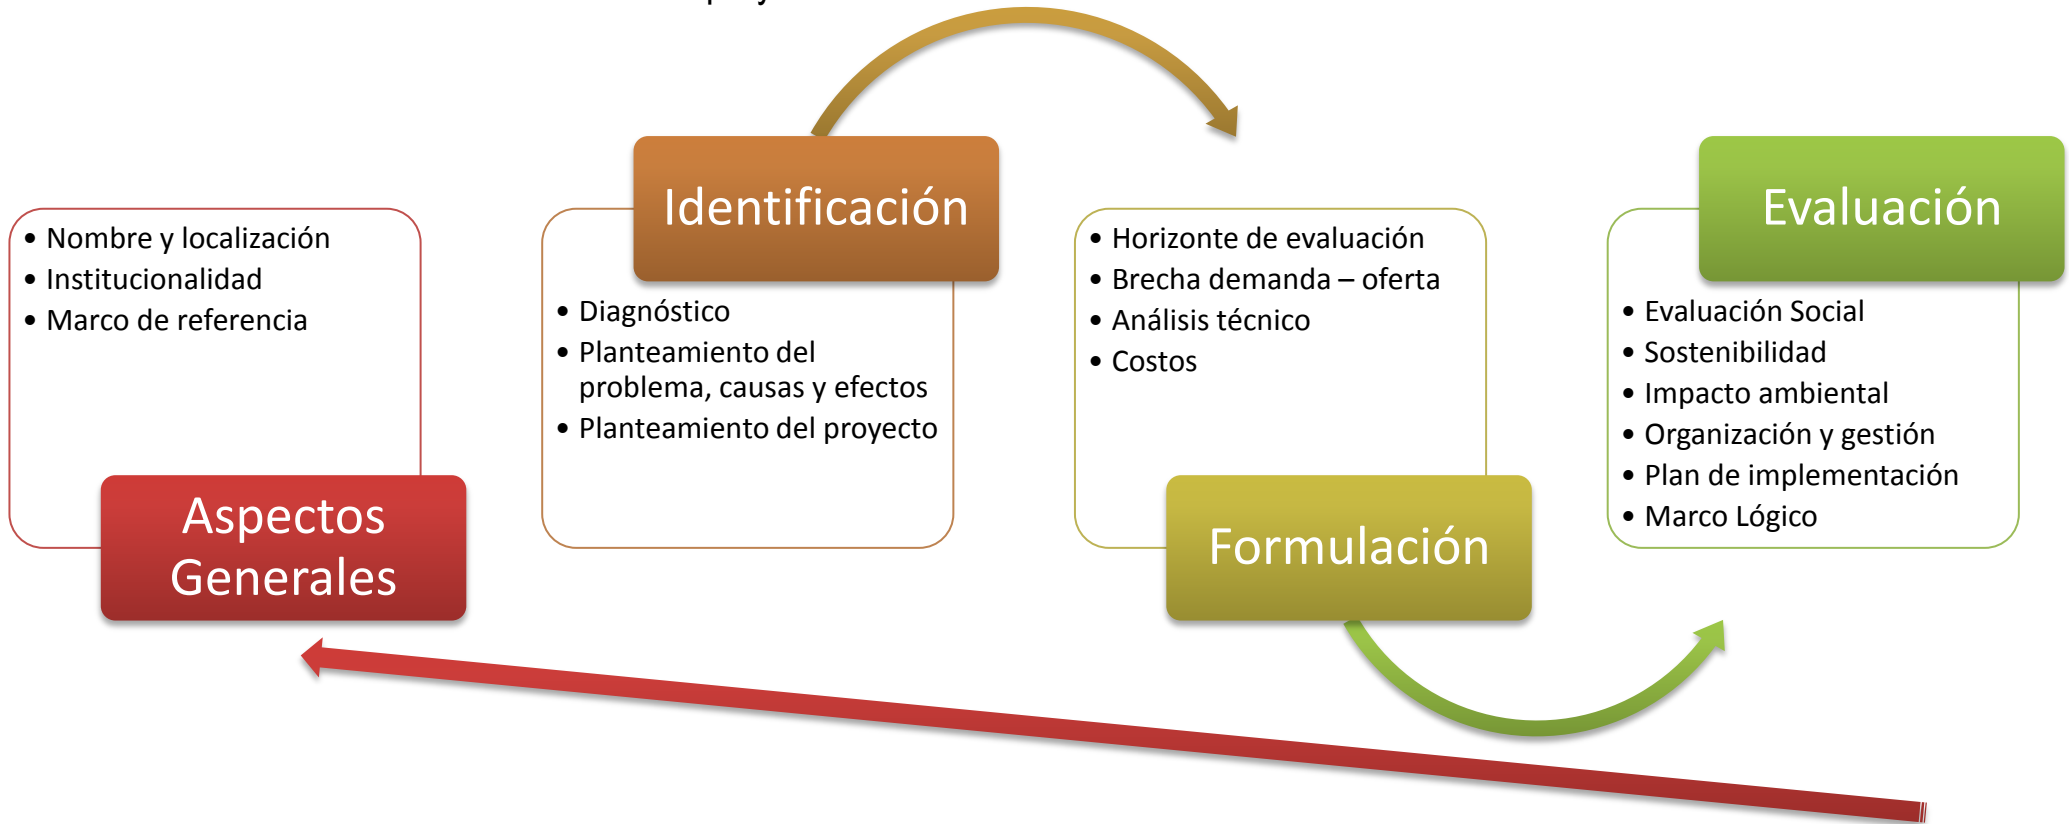 • Nombre y localización
• Institucionalidad
• Marco de referencia
Aspectos
Generales
Identificación
• Diagnóstico
• Planteamiento del
problema, causas y efectos
• Planteamiento del proyecto
• Horizonte de evaluación
• Brecha demanda – oferta
• Análisis técnico
• Costos
Formulación
Evaluación
• Evaluación Social
• Sostenibilidad
• Impacto ambiental
• Organización y gestión
• Plan de implementación
• Marco Lógico